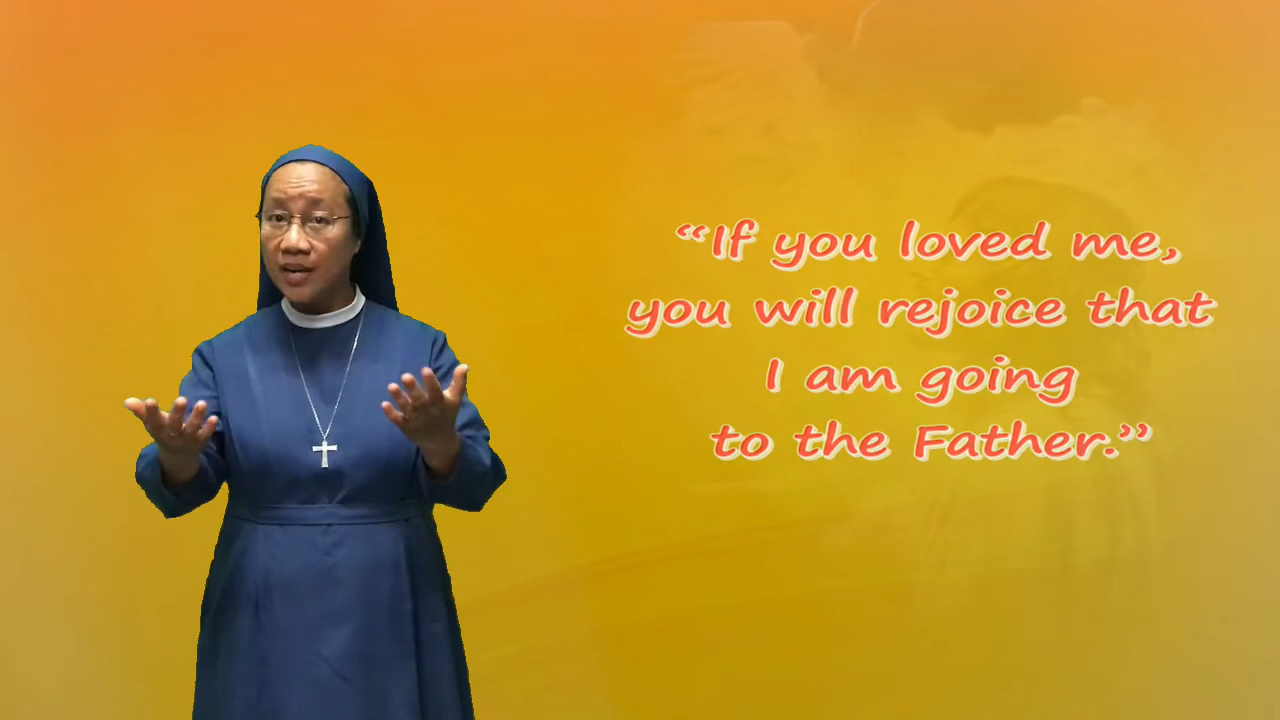 “If you loved me,
you will rejoice that
I am going
to the Father.”